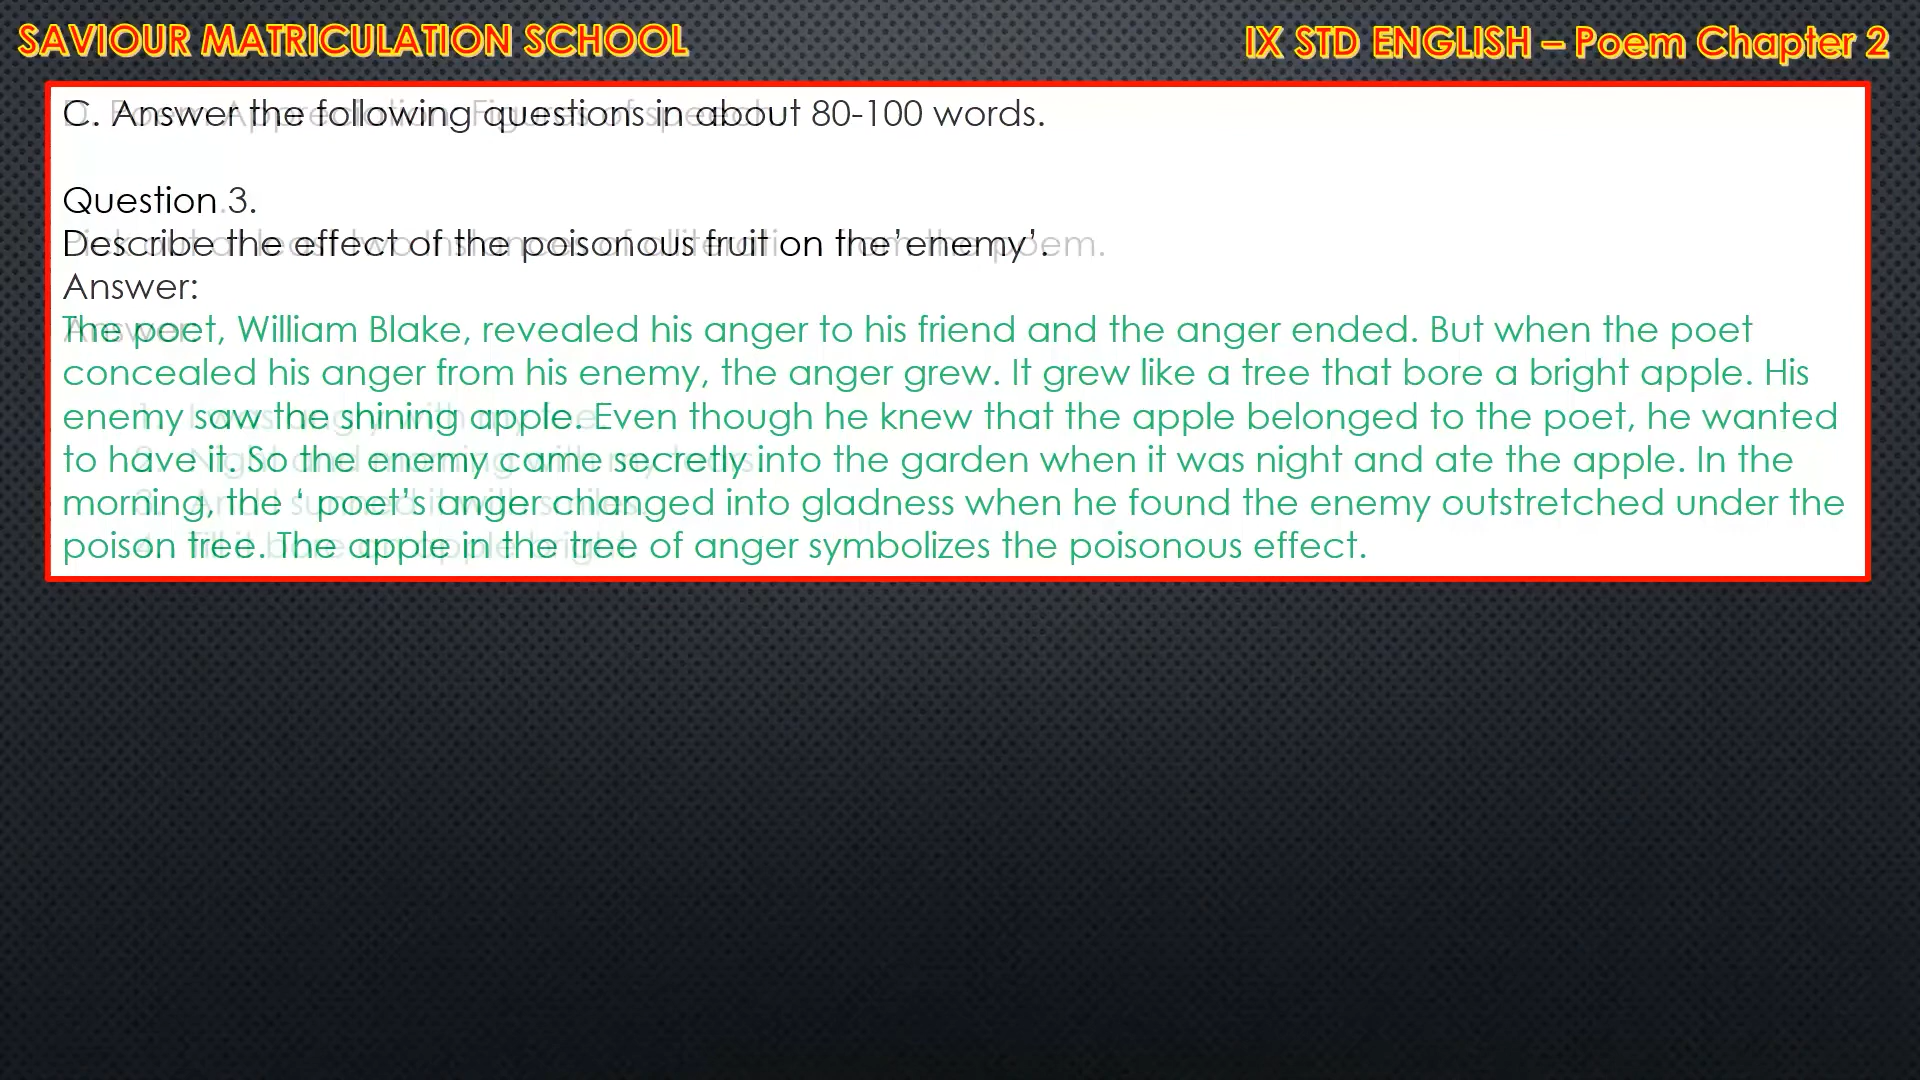 SAVIOUR MATRICULATION SCHOOL
IX STD ENGLISH – Poem Chapter 2
C. Answer the following questions in about 80-100 words.
Question 3.
Describe the effect of the poisonous fruit on the’enemy’.
Answer:
The poet, William Blake, revealed his anger to his friend and the anger ended. But when the poet
concealed his anger from his enemy, the anger grew. It grew like a tree that bore a bright apple. His
enemy saw the shining apple. Even though he knew that the apple belonged to the poet, he wanted
to have it. So the enemy came secretly into the garden when it was night and ate the apple. In the
morning, the ‘ poet’s anger changed into gladness when he found the enemy outstretched under the
poison tree. The apple in the tree of anger symbolizes the poisonous effect.